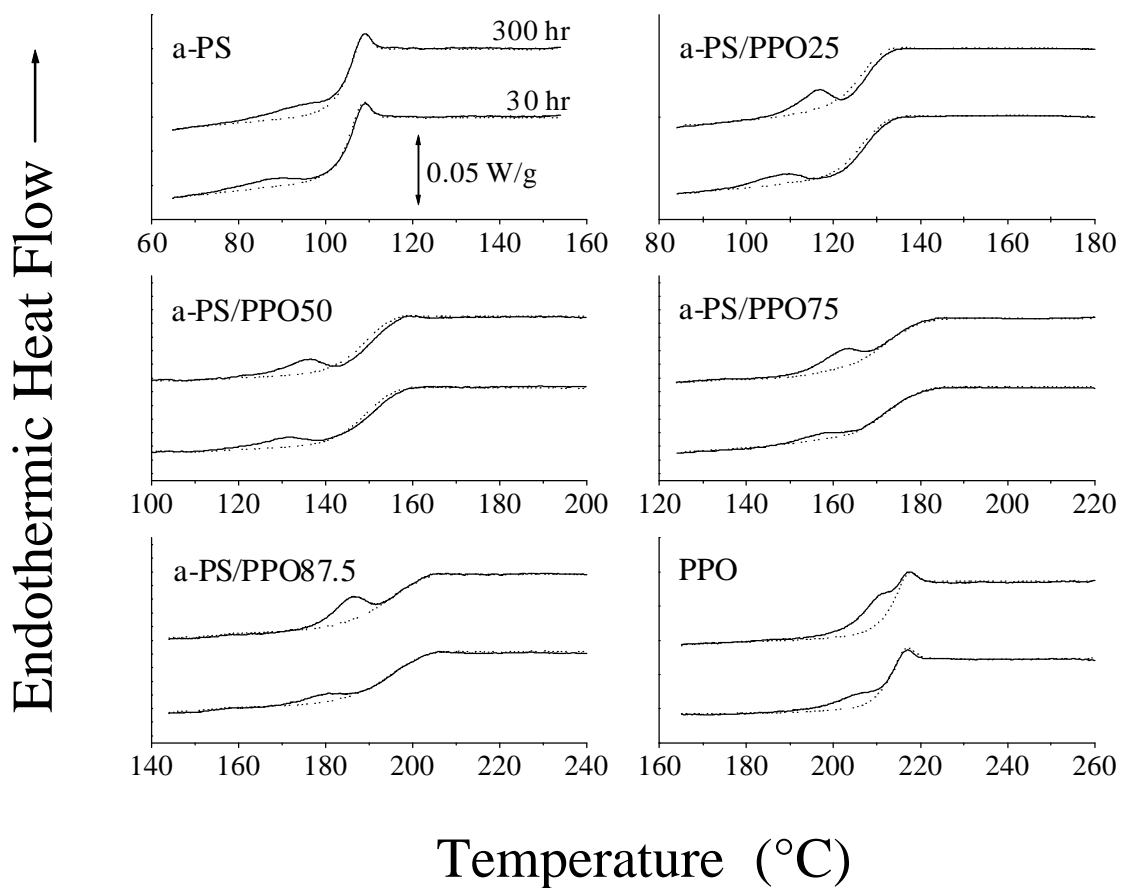 Endothermic Heat Flow
a-PS
300 hr
30 hr
0.05 W/g
60 80 100 120 140 160
a-PS/PPO25
80 100 120 140 160 180
a-PS/PPO50
100 120 140 160 180 200
a-PS/PPO75
120 140 160 180 200 220
a-PS/PPO87.5
140 160 180 200 220 240
PPO
160 180 200 220 240 260
Temperature (°C)